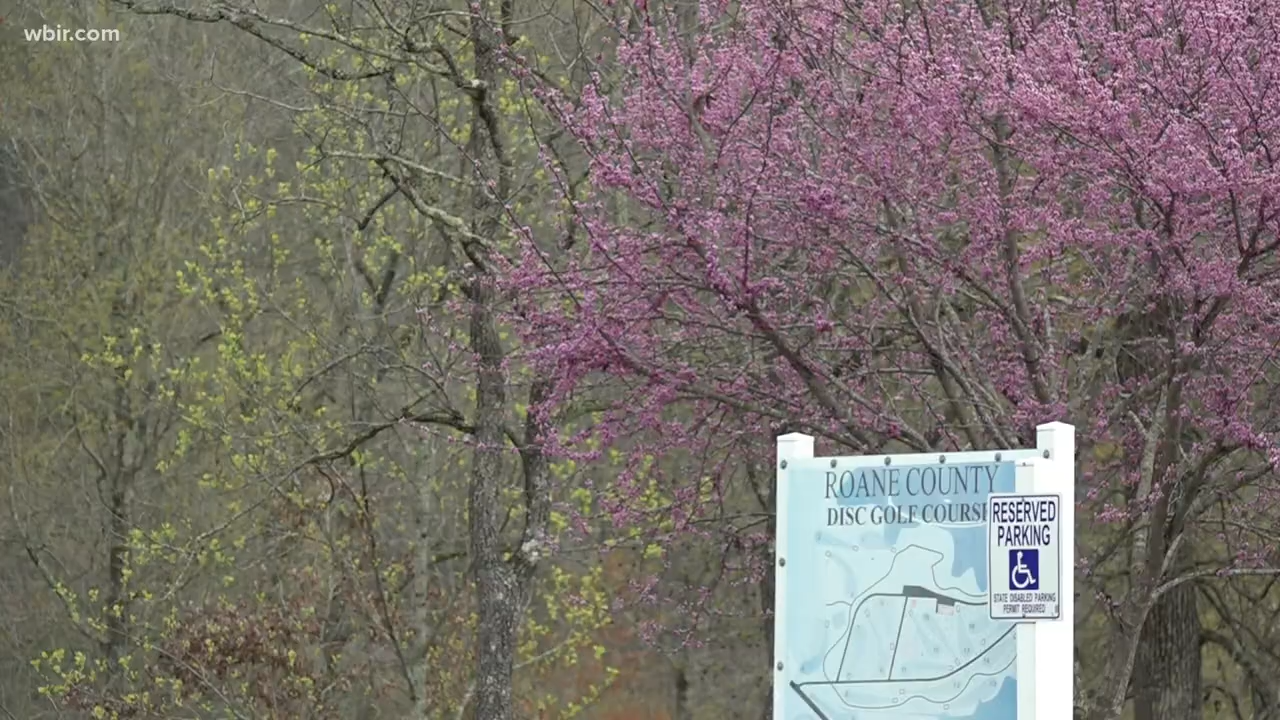 wbir.com
ROANE COUNTY
DISC GOLF COURSE
RESERVED
PARKING
STATE DISABLED PARKING
PERMIT REQUIRED